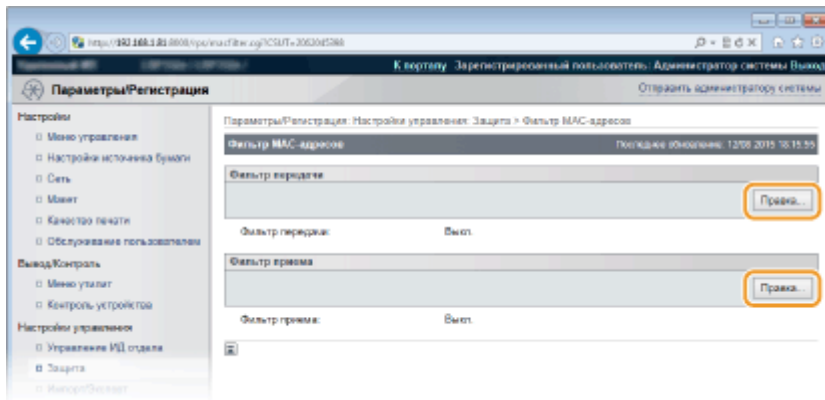 К порталу Зарегистрированный пользователь: Администратор системы Выход
Параметры/Регистрация
Отправить администратору системы
Настройки
Меню управления
Настройки источника бумаги
Сеть
Макет
Качество печати
Обслуживание пользователем
Вывод/Контроль
Меню утилит
Контроль устройства
Настройки управления
Управление ИД отдела
Защита
Импорт/Экспорт
Параметры/Регистрация: Настройки управления: Защита > Фильтр MAC-адресов
Фильтр MAC-адресов
Последнее обновление: 12/08 2015 18:15:55
Фильтр передачи
Правка...
Фильтр передачи: Выкл.
Фильтр приема
Правка...
Фильтр приема: Выкл.